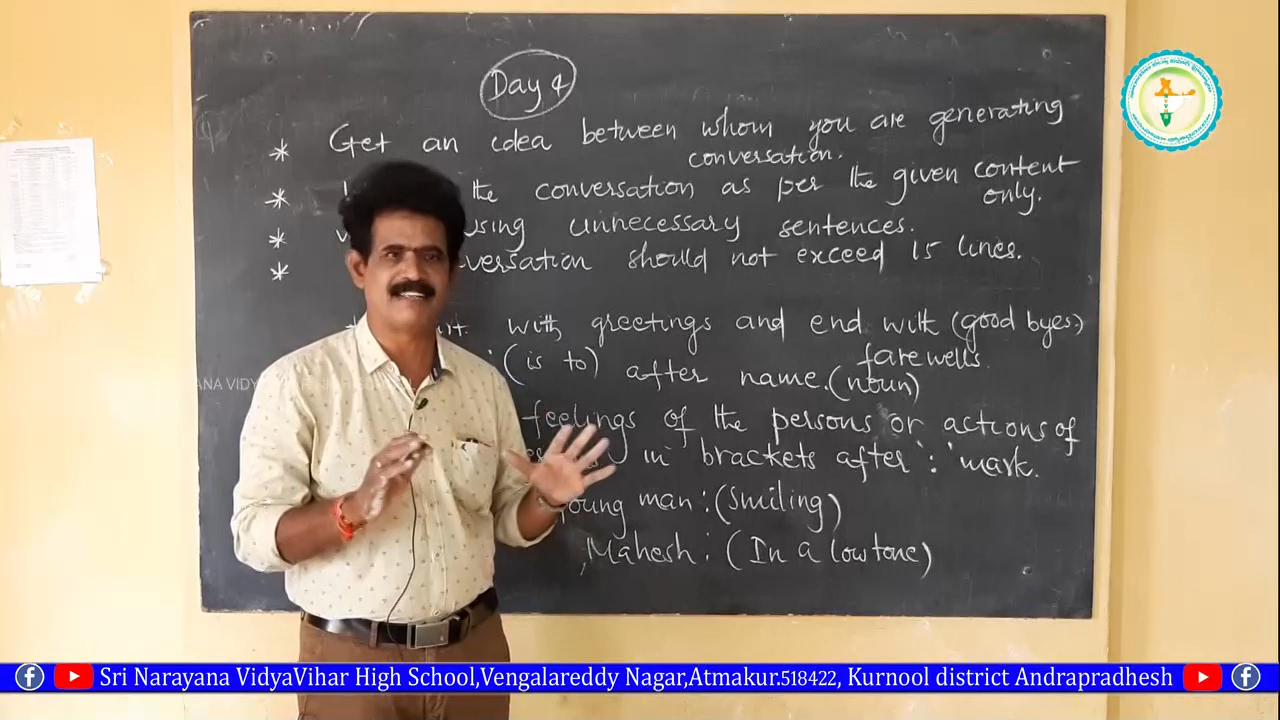 Day 4
* Get an idea between whom you are generating
conversation.
* the conversation as per the given content
only.
* using unnecessary sentences.
* versation should not exceed 15 lines.
* with greetings and end with (good byes)
farewells.
: (is to) after name. (noun)
feelings of the persons or actions of
in brackets after ':' mark.
young man : (Smiling)
, Mahesh : (In a low tone)
ANA VIDY
Sri Narayana VidyaVihar High School,Vengalareddy Nagar,Atmakur.518422, Kurnool district Andrapradhesh